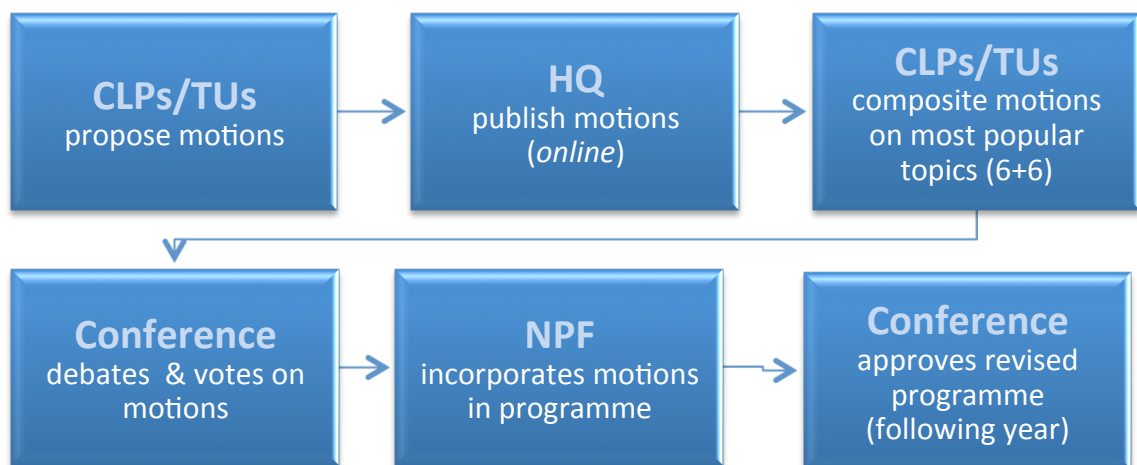 CLPs/TUs
propose motions
HQ
publish motions
(online)
CLPs/TUs
composite motions
on most popular
topics (6+6)
Conference
debates & votes on
motions
NPF
incorporates motions
in programme
Conference
approves revised
programme
(following year)